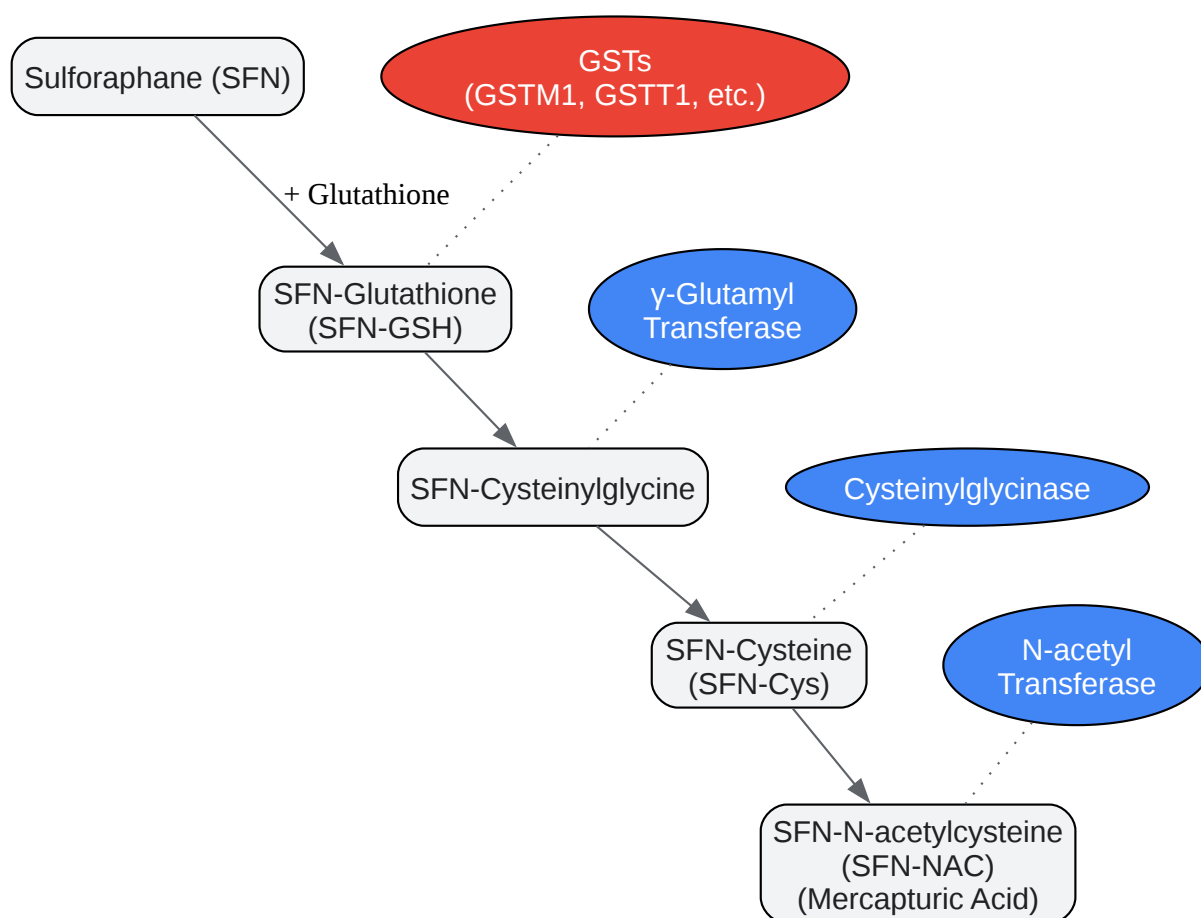 Sulforaphane (SFN)
GSTs
(GSTM1, GSTT1, etc.)
+ Glutathione
SFN-Glutathione
(SFN-GSH)
γ-Glutamyl
Transferase
SFN-Cysteinylglycine
Cysteinylglycinase
SFN-Cysteine
(SFN-Cys)
N-acetyl
Transferase
SFN-N-acetylcysteine
(SFN-NAC)
(Mercapturic Acid)